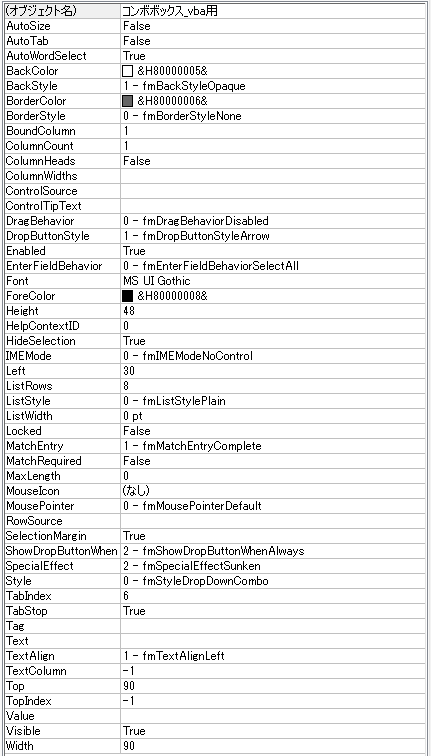 (オブジェクト名) コンボボックス_vba用
AutoSize False
AutoTab False
AutoWordSelect True
BackColor &H80000005&
BackStyle 1 - fmBackStyleOpaque
BorderColor &H80000006&
BorderStyle 0 - fmBorderStyleNone
BoundColumn 1
ColumnCount 1
ColumnHeads False
ColumnWidths
ControlSource
ControlTipText
DragBehavior 0 - fmDragBehaviorDisabled
DropButtonStyle 1 - fmDropButtonStyleArrow
Enabled True
EnterFieldBehavior 0 - fmEnterFieldBehaviorSelectAll
Font MS UI Gothic
ForeColor &H80000008&
Height 48
HelpContextID 0
HideSelection True
IMEMode 0 - fmIMEModeNoControl
Left 30
ListRows 8
ListStyle 0 - fmListStylePlain
ListWidth 0 pt
Locked False
MatchEntry 1 - fmMatchEntryComplete
MatchRequired False
MaxLength 0
MouseIcon (なし)
MousePointer 0 - fmMousePointerDefault
RowSource
SelectionMargin True
ShowDropButtonWhen 2 - fmShowDropButtonWhenAlways
SpecialEffect 2 - fmSpecialEffectSunken
Style 0 - fmStyleDropDownCombo
TabIndex 6
TabStop True
Tag
Text
TextAlign 1 - fmTextAlignLeft
TextColumn -1
Top 90
TopIndex -1
Value
Visible True
Width 90